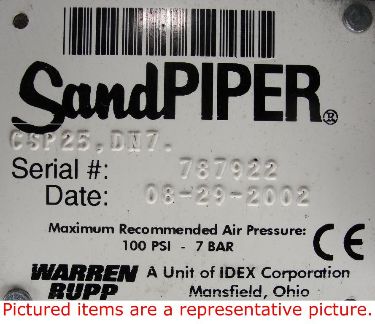 SandPIPER®
CSP25, DN7.
Serial #: 787922
Date: 08-29-2002
Maximum Recommended Air Pressure:
100 PSI - 7 BAR
CE
WARREN RUPP
A Unit of IDEX Corporation
Mansfield, Ohio
Pictured items are a representative picture.